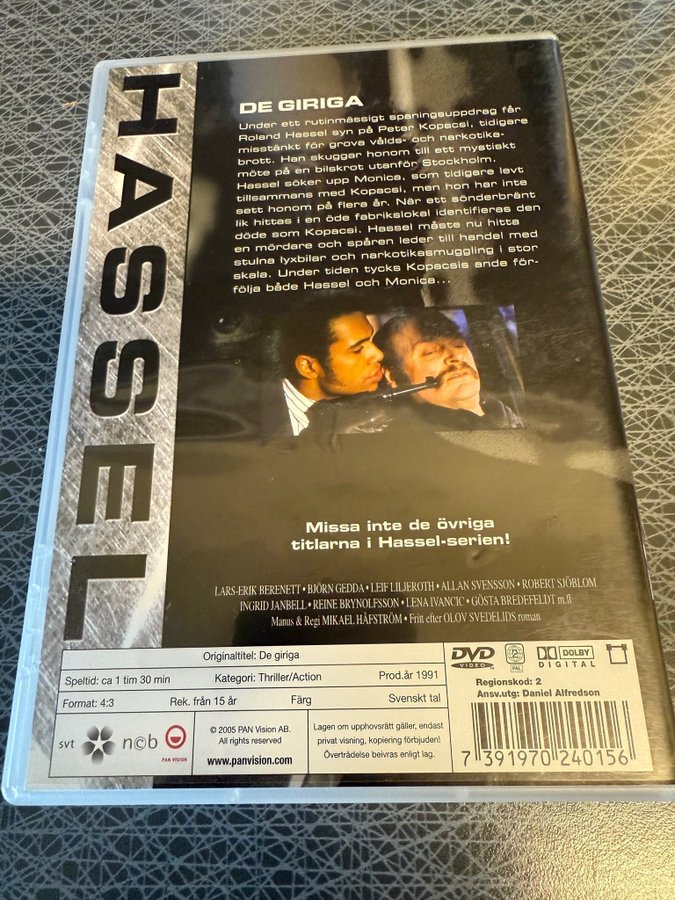 HASSEL
DE GIRIGA
Under ett rutinmässigt spaningsuppdrag får
Roland Hassel syn på Peter Kopacsi, tidigare
misstänkt för grova vålds- och narkotika-
brott. Han skuggar honom till ett mystiskt
möte på en bilskrot utanför Stockholm.
Hassel söker upp Monica, som tidigare levt
tillsammans med Kopacsi, men hon har inte
sett honom på flera år. När ett sönderbränt
lik hittas i en öde fabrikslokal identifieras den
döde som Kopacsi. Hassel måste nu hitta
en mördare och spåren leder till handel med
stulna lyxbilar och narkotikasmuggling i stor
skala. Under tiden tycks Kopacsis ande för-
följa både Hassel och Monica...
Missa inte de övriga
titlarna i Hassel-serien!
LARS-ERIK BERENETT • BJÖRN GEDDA • LEIF LILJEROTH • ALLAN SVENSSON • ROBERT SJÖBLOM
INGRID JANBELL • REINE BRYNOLFSSON • LENA IVANCIC • GÖSTA BREDEFELDT m.fl
Manus & Regi MIKAEL HÅFSTRÖM • Fritt efter OLOV SVEDELIDS roman
Originaltitel: De giriga
Speltid: ca 1 tim 30 min Kategori: Thriller/Action Prod.år 1991
Format: 4:3 Rek. från 15 år Färg Svenskt tal
svt ncb PAN VISION
© 2005 PAN Vision AB.
All rights reserved
www.panvision.com
Lagen om upphovsrätt gäller, endast
privat visning, kopiering förbjuden!
Överträdelse beivras enligt lag.
DVD VIDEO 2 PAL DOLBY DIGITAL
Regionskod: 2
Ansv.utg: Daniel Alfredson
7 391970 240156